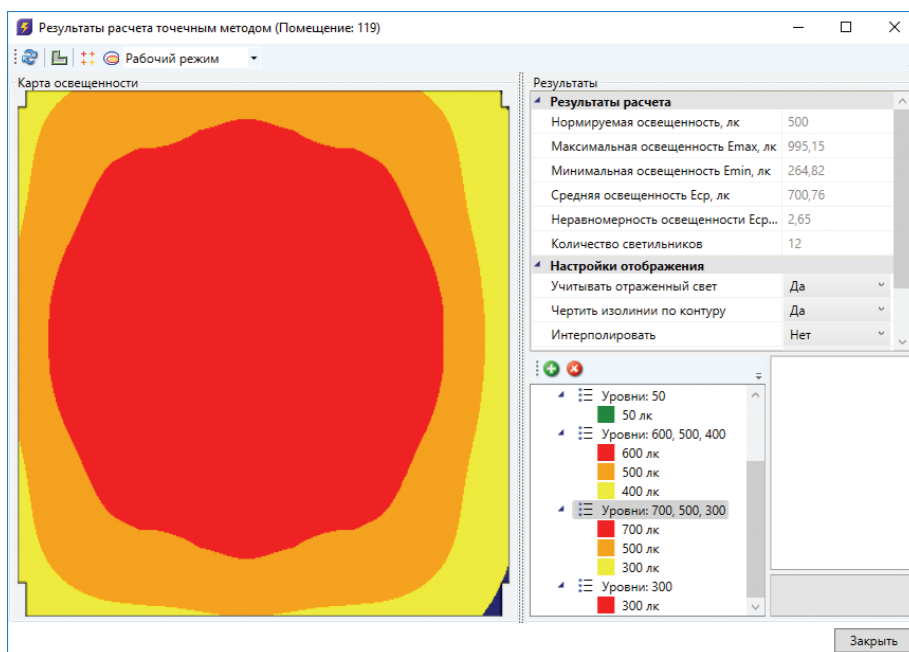 Результаты расчета точечным методом (Помещение: 119)
Рабочий режим
Карта освещенности
Результаты
Результаты расчета
Нормируемая освещенность, лк 500
Максимальная освещенность Emax, лк 995,15
Минимальная освещенность Emin, лк 264,82
Средняя освещенность Eср, лк 700,76
Неравномерность освещенности Eср... 2,65
Количество светильников 12
Настройки отображения
Учитывать отраженный свет Да
Чертить изолинии по контуру Да
Интерполировать Нет
Уровни: 50
50 лк
Уровни: 600, 500, 400
600 лк
500 лк
400 лк
Уровни: 700, 500, 300
700 лк
500 лк
300 лк
Уровни: 300
300 лк
Закрыть